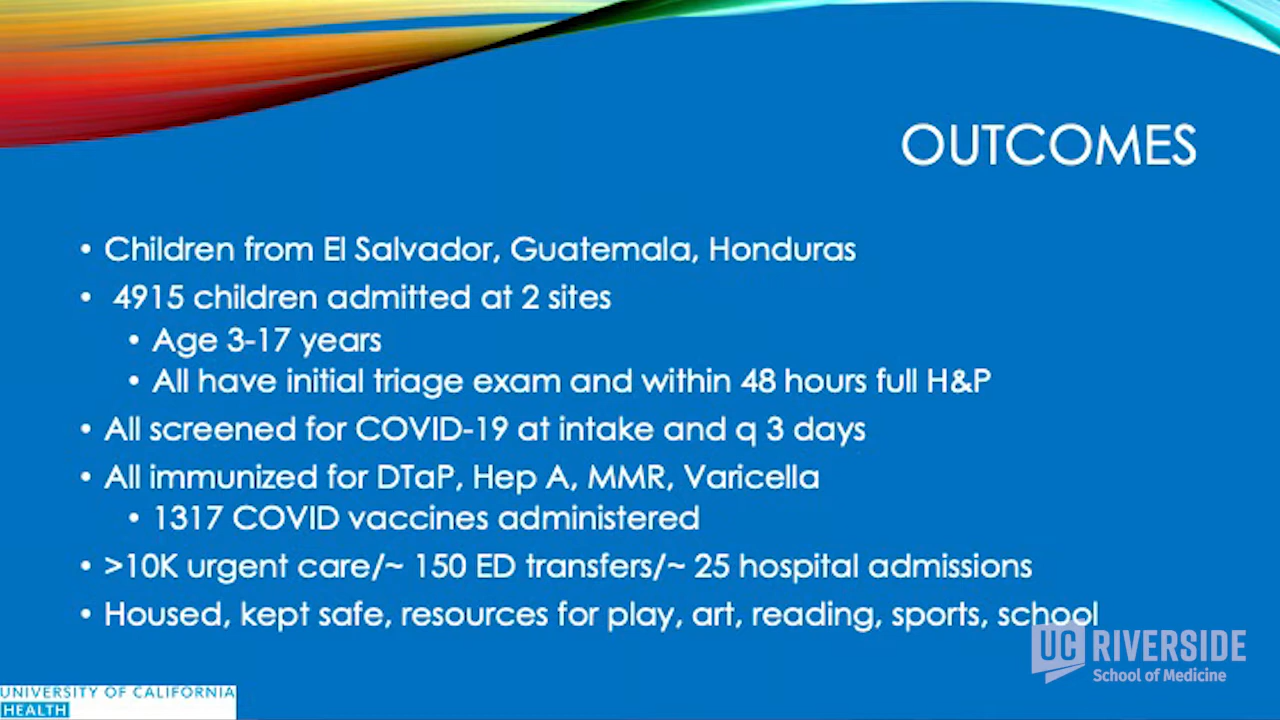 OUTCOMES
• Children from El Salvador, Guatemala, Honduras
• 4915 children admitted at 2 sites
• Age 3-17 years
• All have initial triage exam and within 48 hours full H&P
• All screened for COVID-19 at intake and q 3 days
• All immunized for DTaP, Hep A, MMR, Varicella
• 1317 COVID vaccines administered
• >10K urgent care/~ 150 ED transfers/~ 25 hospital admissions
• Housed, kept safe, resources for play, art, reading, sports, school
UC RIVERSIDE
School of Medicine
UNIVERSITY OF CALIFORNIA
HEALTH